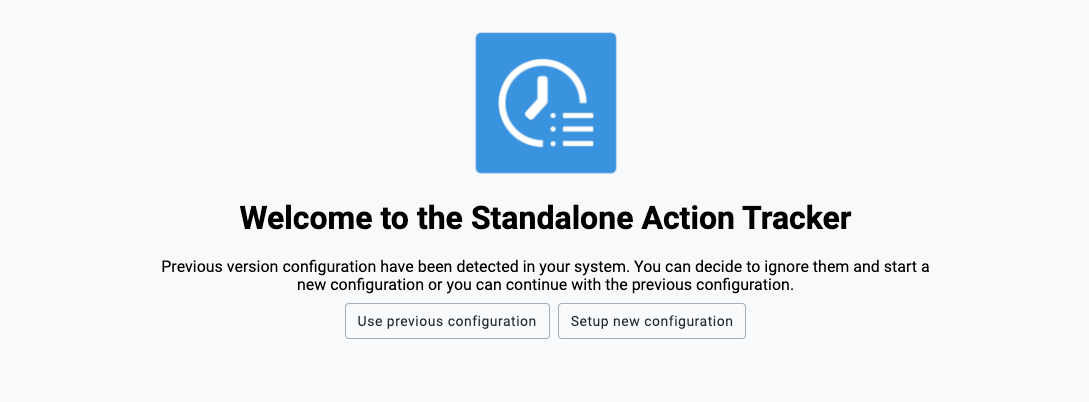 Welcome to the Standalone Action Tracker
Previous version configuration have been detected in your system. You can decide to ignore them and start a
new configuration or you can continue with the previous configuration.
Use previous configuration
Setup new configuration